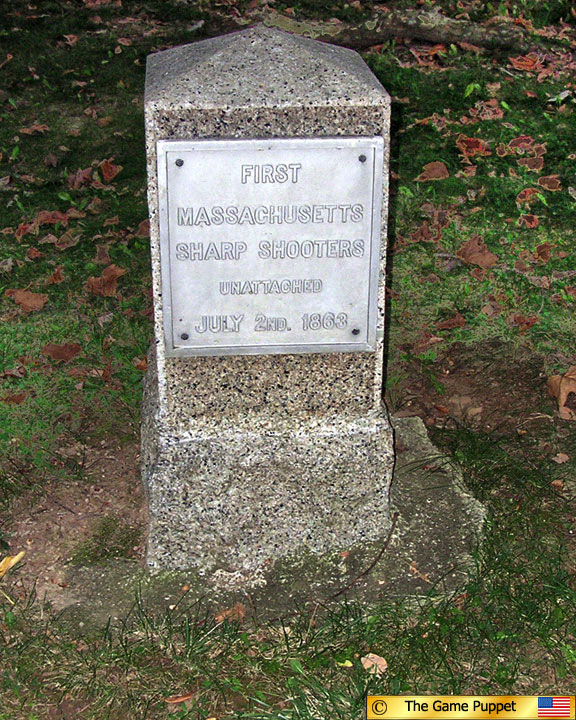 FIRST
MASSACHUSETTS
SHARP SHOOTERS
UNATTACHED
JULY 2ND. 1863
© The Game Puppet